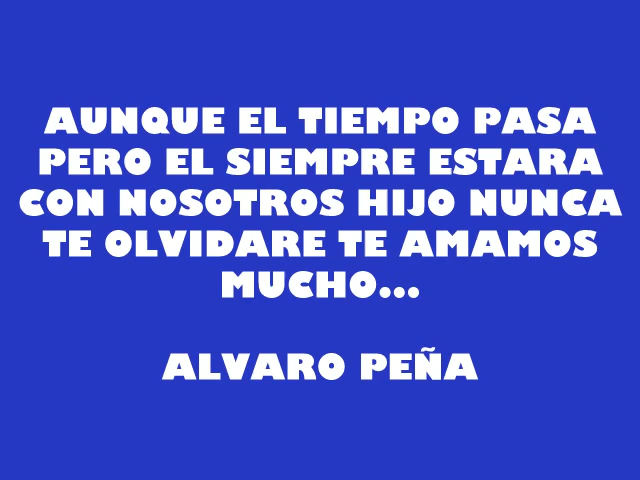 AUNQUE EL TIEMPO PASA
PERO EL SIEMPRE ESTARA
CON NOSOTROS HIJO NUNCA
TE OLVIDARE TE AMAMOS
MUCHO...
ALVARO PEÑA